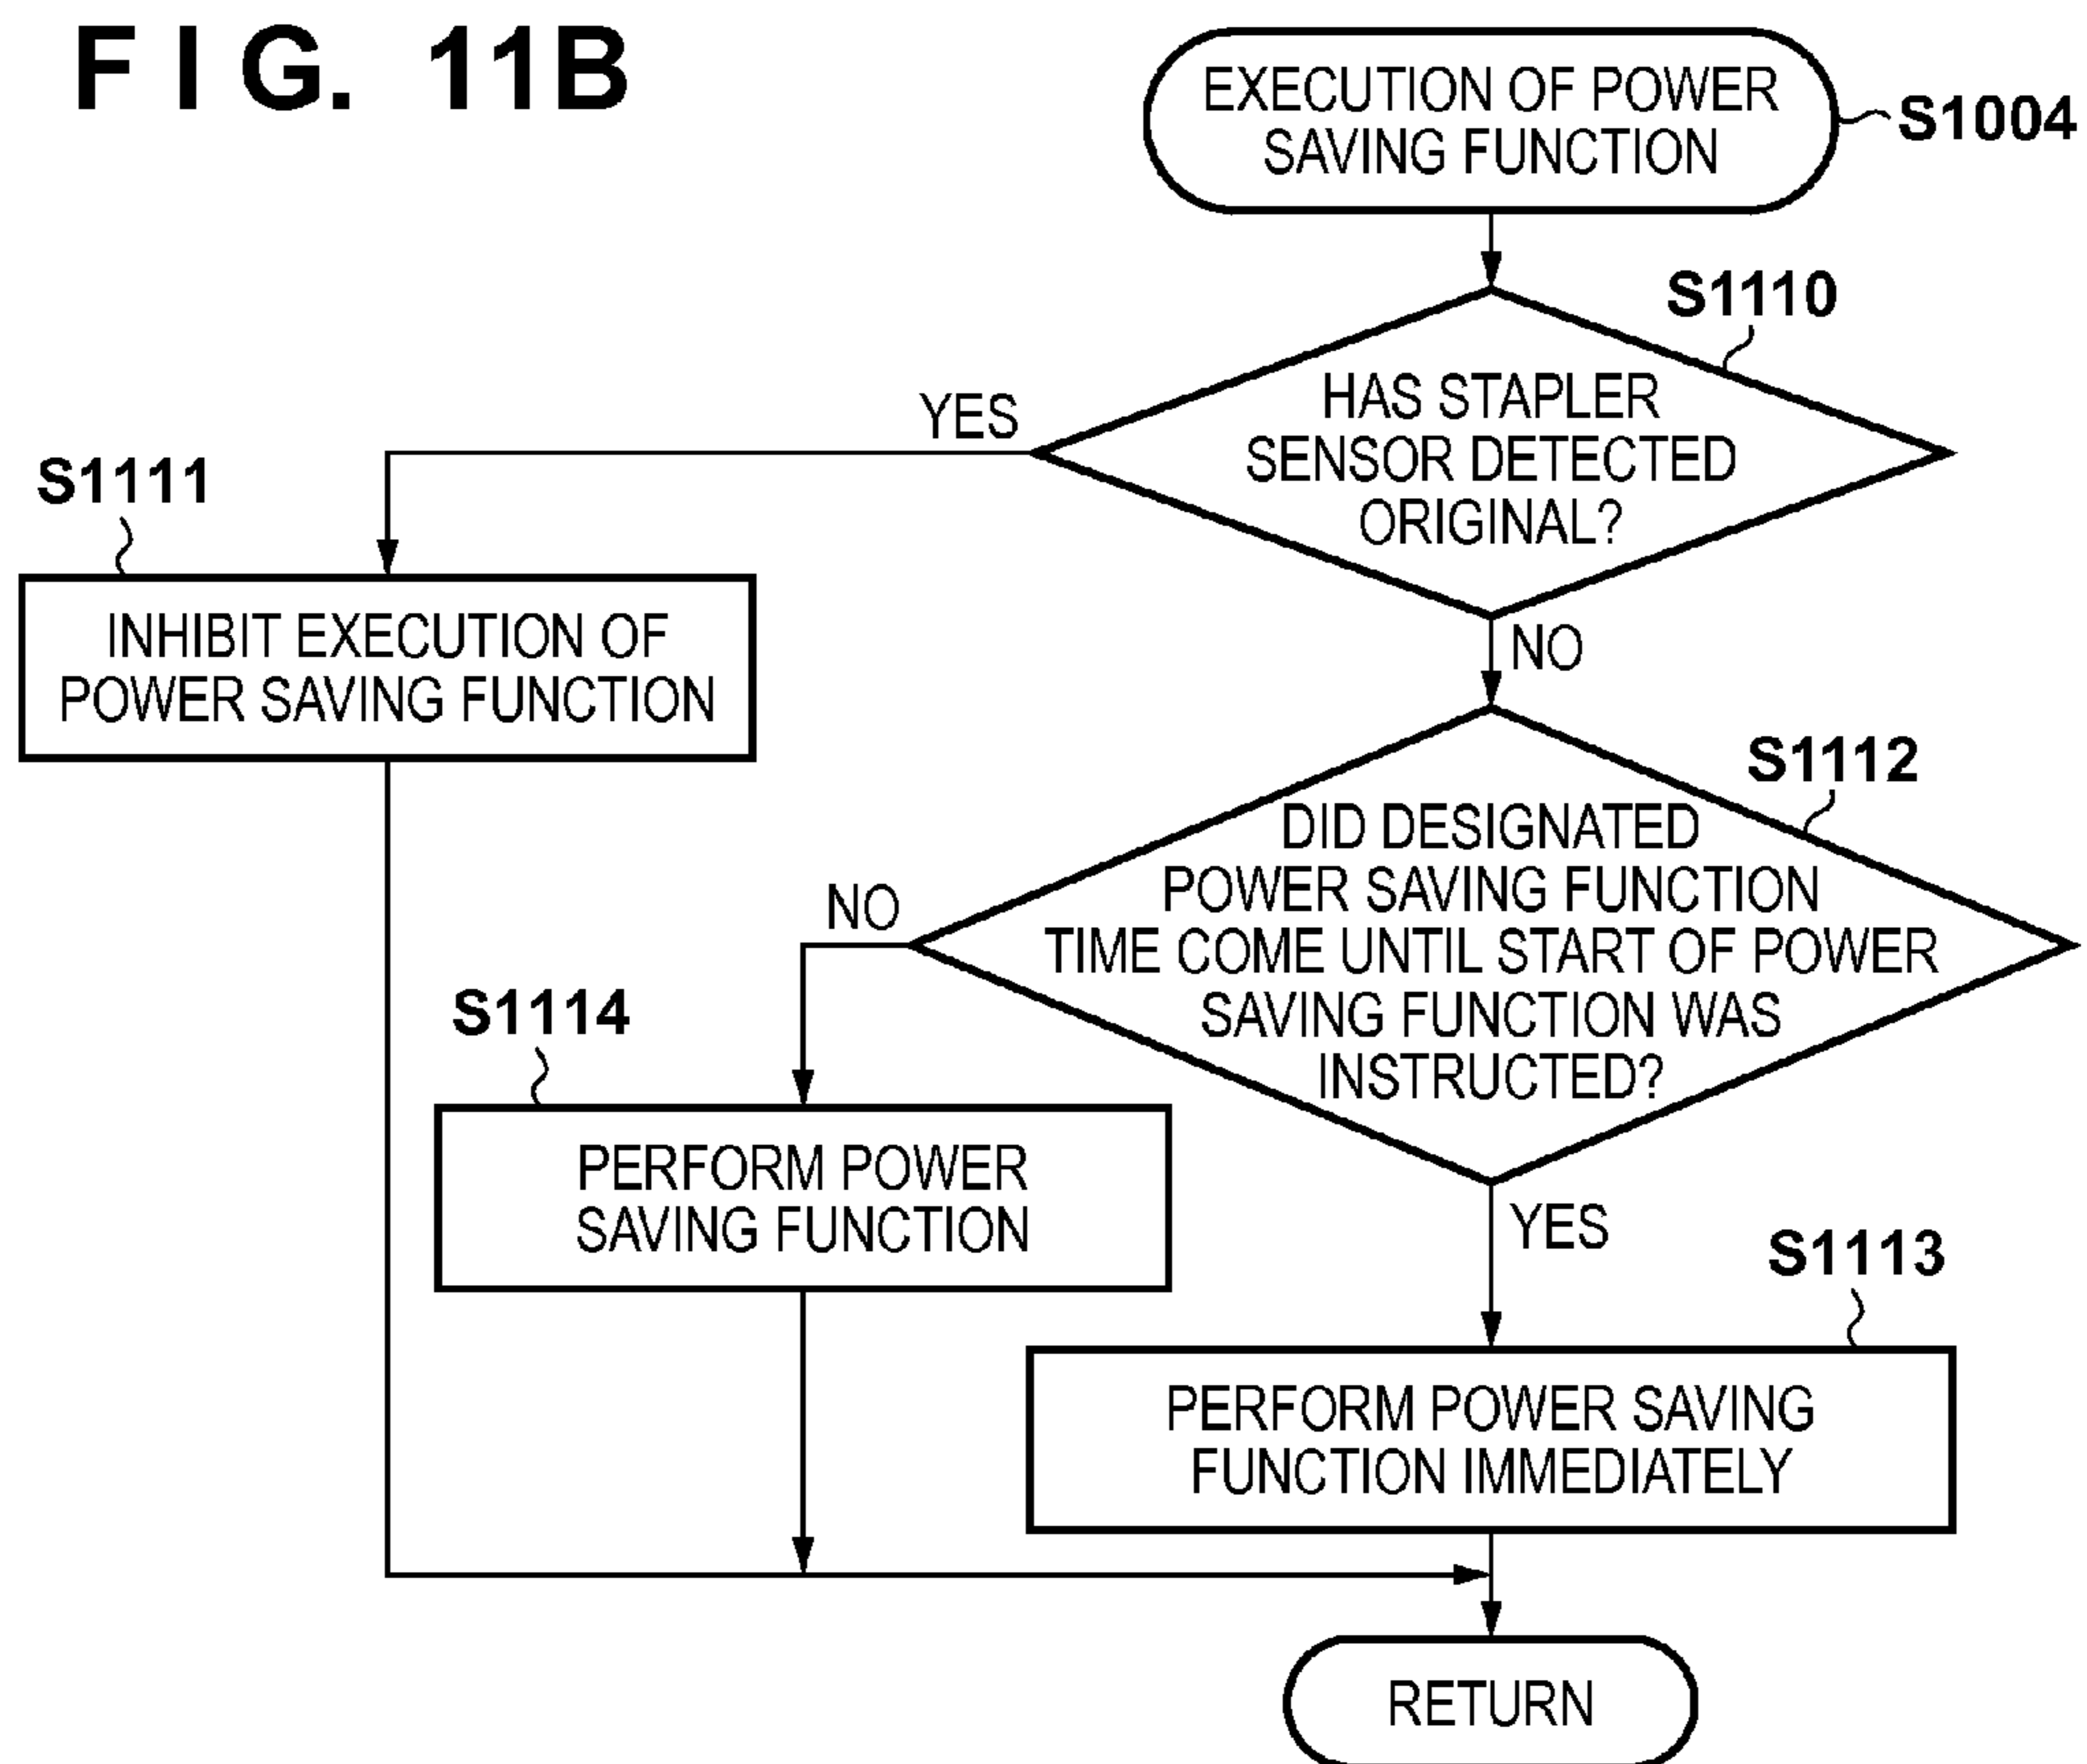 FIG. 11B
EXECUTION OF POWER
SAVING FUNCTION
S1004
S1110
HAS STAPLER
SENSOR DETECTED
ORIGINAL?
YES
S1111
INHIBIT EXECUTION OF
POWER SAVING FUNCTION
NO
S1112
DID DESIGNATED
POWER SAVING FUNCTION
TIME COME UNTIL START OF POWER
SAVING FUNCTION WAS
INSTRUCTED?
NO
S1114
PERFORM POWER
SAVING FUNCTION
YES
S1113
PERFORM POWER SAVING
FUNCTION IMMEDIATELY
RETURN